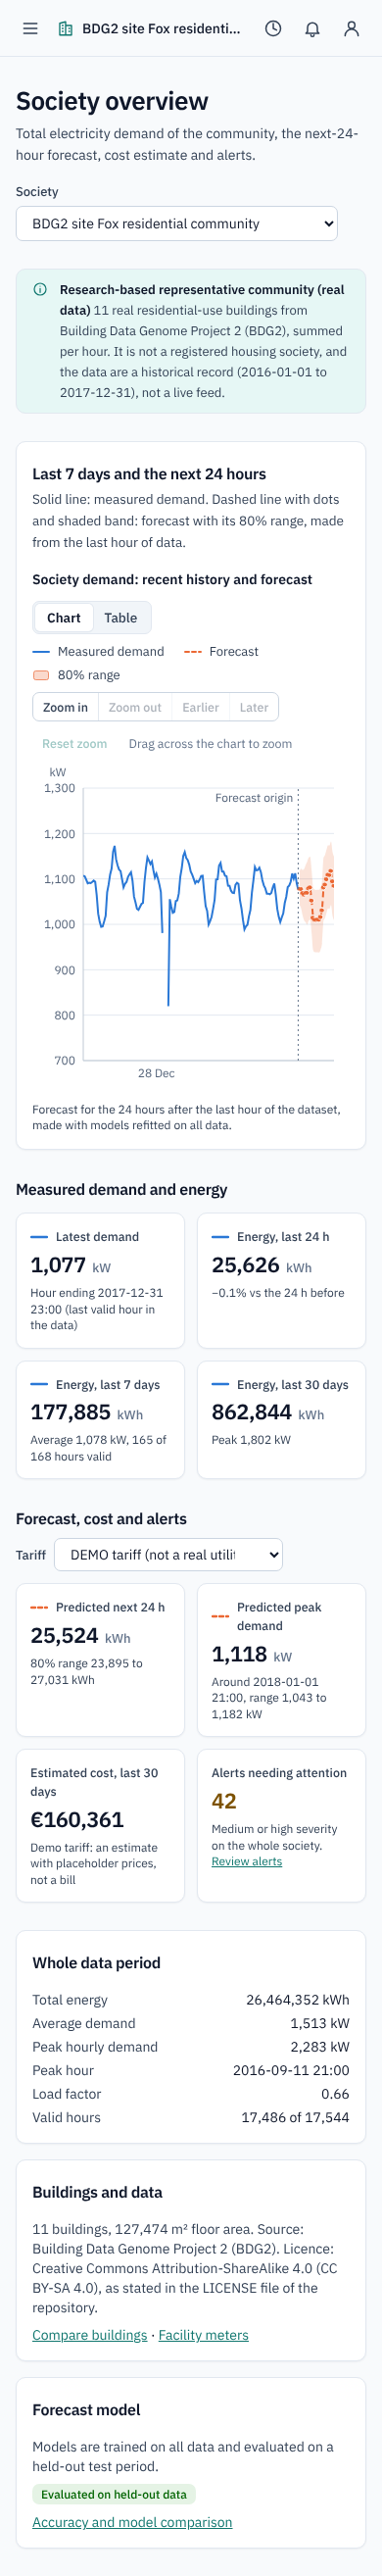 BDG2 site Fox residenti...
Society overview
Total electricity demand of the community, the next-24-
hour forecast, cost estimate and alerts.
Society
BDG2 site Fox residential community
Research-based representative community (real
data) 11 real residential-use buildings from
Building Data Genome Project 2 (BDG2), summed
per hour. It is not a registered housing society, and
the data are a historical record (2016-01-01 to
2017-12-31), not a live feed.
Last 7 days and the next 24 hours
Solid line: measured demand. Dashed line with dots
and shaded band: forecast with its 80% range, made
from the last hour of data.
Society demand: recent history and forecast
Chart Table
Measured demand Forecast
80% range
Zoom in Zoom out Earlier Later
Reset zoom Drag across the chart to zoom
kW
1,300
Forecast origin
1,200
1,100
1,000
900
800
700
28 Dec
Forecast for the 24 hours after the last hour of the dataset,
made with models refitted on all data.
Measured demand and energy
Latest demand
1,077 kW
Hour ending 2017-12-31
23:00 (last valid hour in
the data)
Energy, last 24 h
25,626 kWh
−0.1% vs the 24 h before
Energy, last 7 days
177,885 kWh
Average 1,078 kW, 165 of
168 hours valid
Energy, last 30 days
862,844 kWh
Peak 1,802 kW
Forecast, cost and alerts
Tariff DEMO tariff (not a real utilit
Predicted next 24 h
25,524 kWh
80% range 23,895 to
27,031 kWh
Predicted peak
demand
1,118 kW
Around 2018-01-01
21:00, range 1,043 to
1,182 kW
Estimated cost, last 30
days
€160,361
Demo tariff: an estimate
with placeholder prices,
not a bill
Alerts needing attention
42
Medium or high severity
on the whole society.
Review alerts
Whole data period
Total energy 26,464,352 kWh
Average demand 1,513 kW
Peak hourly demand 2,283 kW
Peak hour 2016-09-11 21:00
Load factor 0.66
Valid hours 17,486 of 17,544
Buildings and data
11 buildings, 127,474 m² floor area. Source:
Building Data Genome Project 2 (BDG2). Licence:
Creative Commons Attribution-ShareAlike 4.0 (CC
BY-SA 4.0), as stated in the LICENSE file of the
repository.
Compare buildings · Facility meters
Forecast model
Models are trained on all data and evaluated on a
held-out test period.
Evaluated on held-out data
Accuracy and model comparison